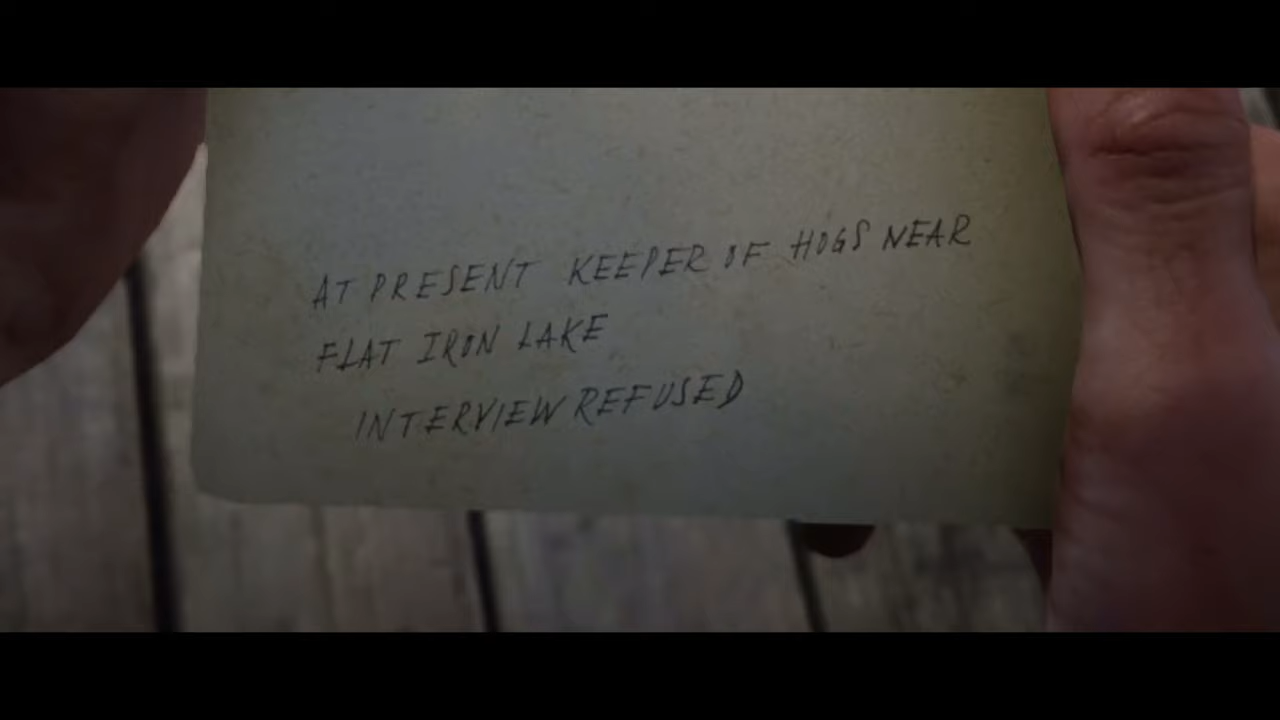 AT PRESENT KEEPER OF HOGS NEAR
FLAT IRON LAKE
INTERVIEW REFUSED